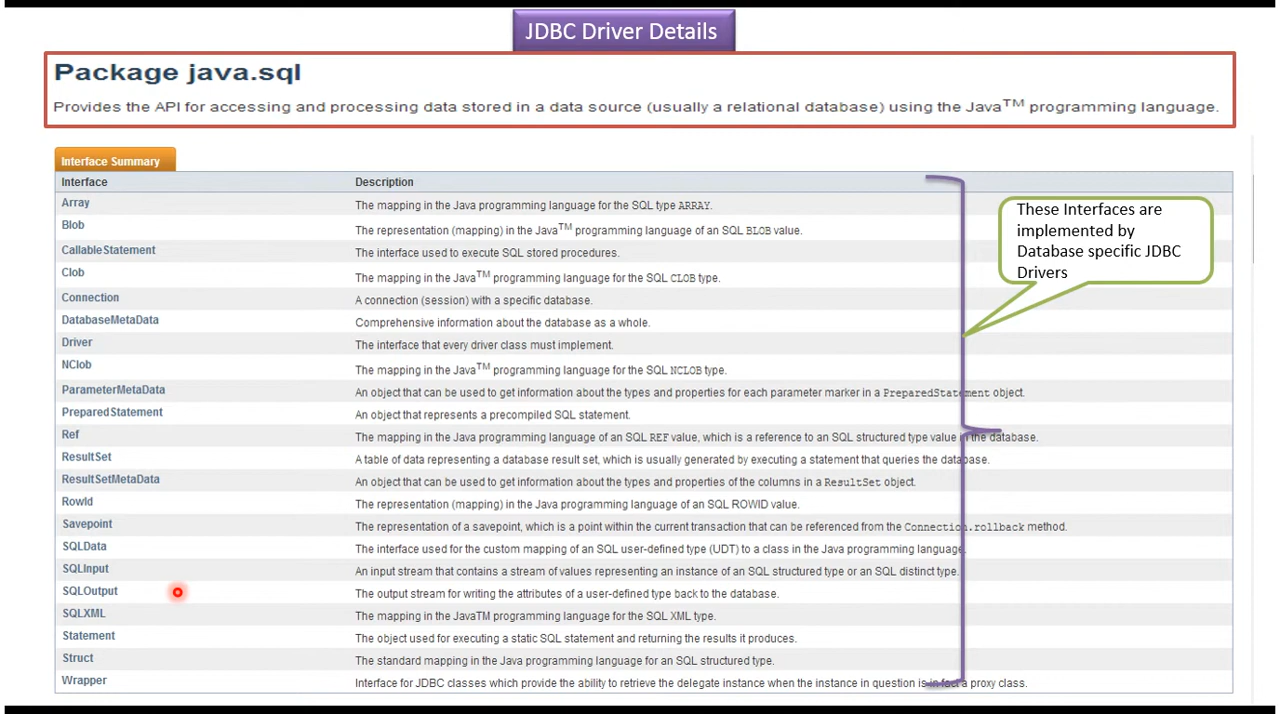 JDBC Driver Details
Package java.sql
Provides the API for accessing and processing data stored in a data source (usually a relational database) using the Java™ programming language.
Interface Summary
Interface Description
Array The mapping in the Java programming language for the SQL type ARRAY.
Blob The representation (mapping) in the Java™ programming language of an SQL BLOB value.
CallableStatement The interface used to execute SQL stored procedures.
Clob The mapping in the Java™ programming language for the SQL CLOB type.
Connection A connection (session) with a specific database.
DatabaseMetaData Comprehensive information about the database as a whole.
Driver The interface that every driver class must implement.
NClob The mapping in the Java™ programming language for the SQL NCLOB type.
ParameterMetaData An object that can be used to get information about the types and properties for each parameter marker in a PreparedStatement object.
PreparedStatement An object that represents a precompiled SQL statement.
Ref The mapping in the Java programming language of an SQL REF value, which is a reference to an SQL structured type value in the database.
ResultSet A table of data representing a database result set, which is usually generated by executing a statement that queries the database.
ResultSetMetaData An object that can be used to get information about the types and properties of the columns in a ResultSet object.
RowId The representation (mapping) in the Java programming language of an SQL ROWID value.
Savepoint The representation of a savepoint, which is a point within the current transaction that can be referenced from the Connection.rollback method.
SQLData The interface used for the custom mapping of an SQL user-defined type (UDT) to a class in the Java programming language.
SQLInput An input stream that contains a stream of values representing an instance of an SQL structured type or an SQL distinct type.
SQLOutput The output stream for writing the attributes of a user-defined type back to the database.
SQLXML The mapping in the JavaTM programming language for the SQL XML type.
Statement The object used for executing a static SQL statement and returning the results it produces.
Struct The standard mapping in the Java programming language for an SQL structured type.
Wrapper Interface for JDBC classes which provide the ability to retrieve the delegate instance when the instance in question is in fact a proxy class.
These Interfaces are
implemented by
Database specific JDBC
Drivers